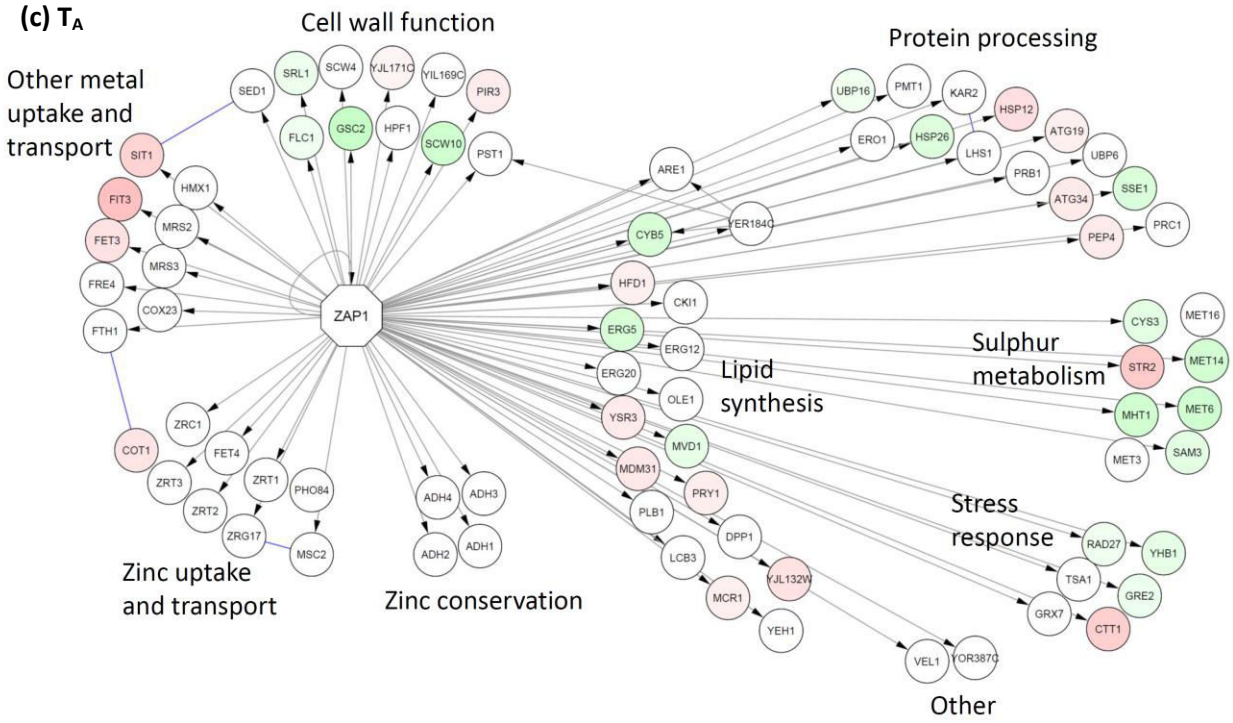 (c) TA
Cell wall function
Protein processing
Other metal
uptake and
transport
SED1
SRL1
SCW4
YJL171C
YIL169C
PIR3
FLC1
GSC2
HPF1
SCW10
PST1
SIT1
FIT3
HMX1
FET3
MRS2
FRE4
MRS3
FTH1
COX23
ZAP1
UBP16
PMT1
KAR2
HSP12
ERO1
HSP26
LHS1
ATG19
UBP6
ARE1
PRB1
SSE1
ATG34
PRC1
PEP4
YER184C
CYB5
HFD1
CKI1
ERG5
ERG12
ERG20
OLE1
Lipid
synthesis
YSR3
MVD1
MDM31
PRY1
PLB1
DPP1
LCB3
YJL132W
MCR1
YEH1
Sulphur
metabolism
CYS3
MET16
STR2
MET14
MHT1
MET6
MET3
SAM3
Stress
response
RAD27
YHB1
TSA1
GRE2
GRX7
CTT1
VEL1
YOR387C
Other
COT1
ZRC1
FET4
ZRT3
ZRT1
PHO84
ZRT2
ZRG17
MSC2
Zinc uptake
and transport
ADH4
ADH3
ADH2
ADH1
Zinc conservation